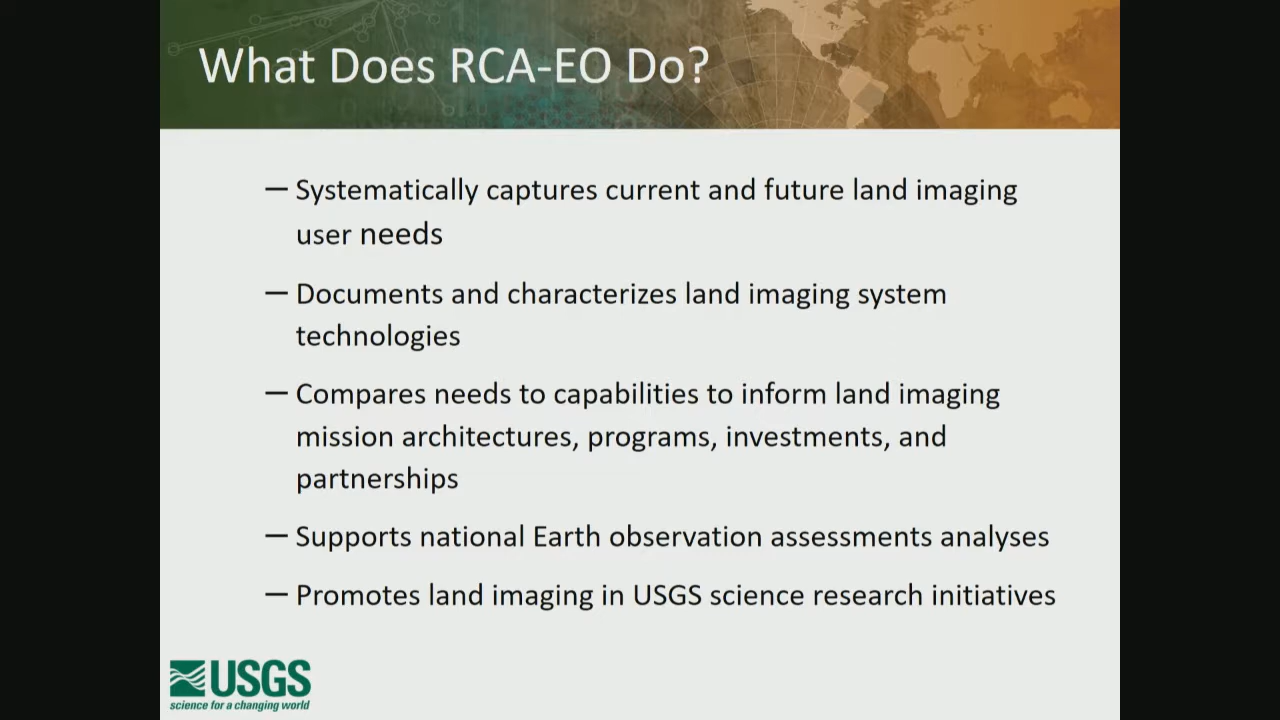 What Does RCA-EO Do?
— Systematically captures current and future land imaging
user needs
— Documents and characterizes land imaging system
technologies
— Compares needs to capabilities to inform land imaging
mission architectures, programs, investments, and
partnerships
— Supports national Earth observation assessments analyses
— Promotes land imaging in USGS science research initiatives
USGS
science for a changing world